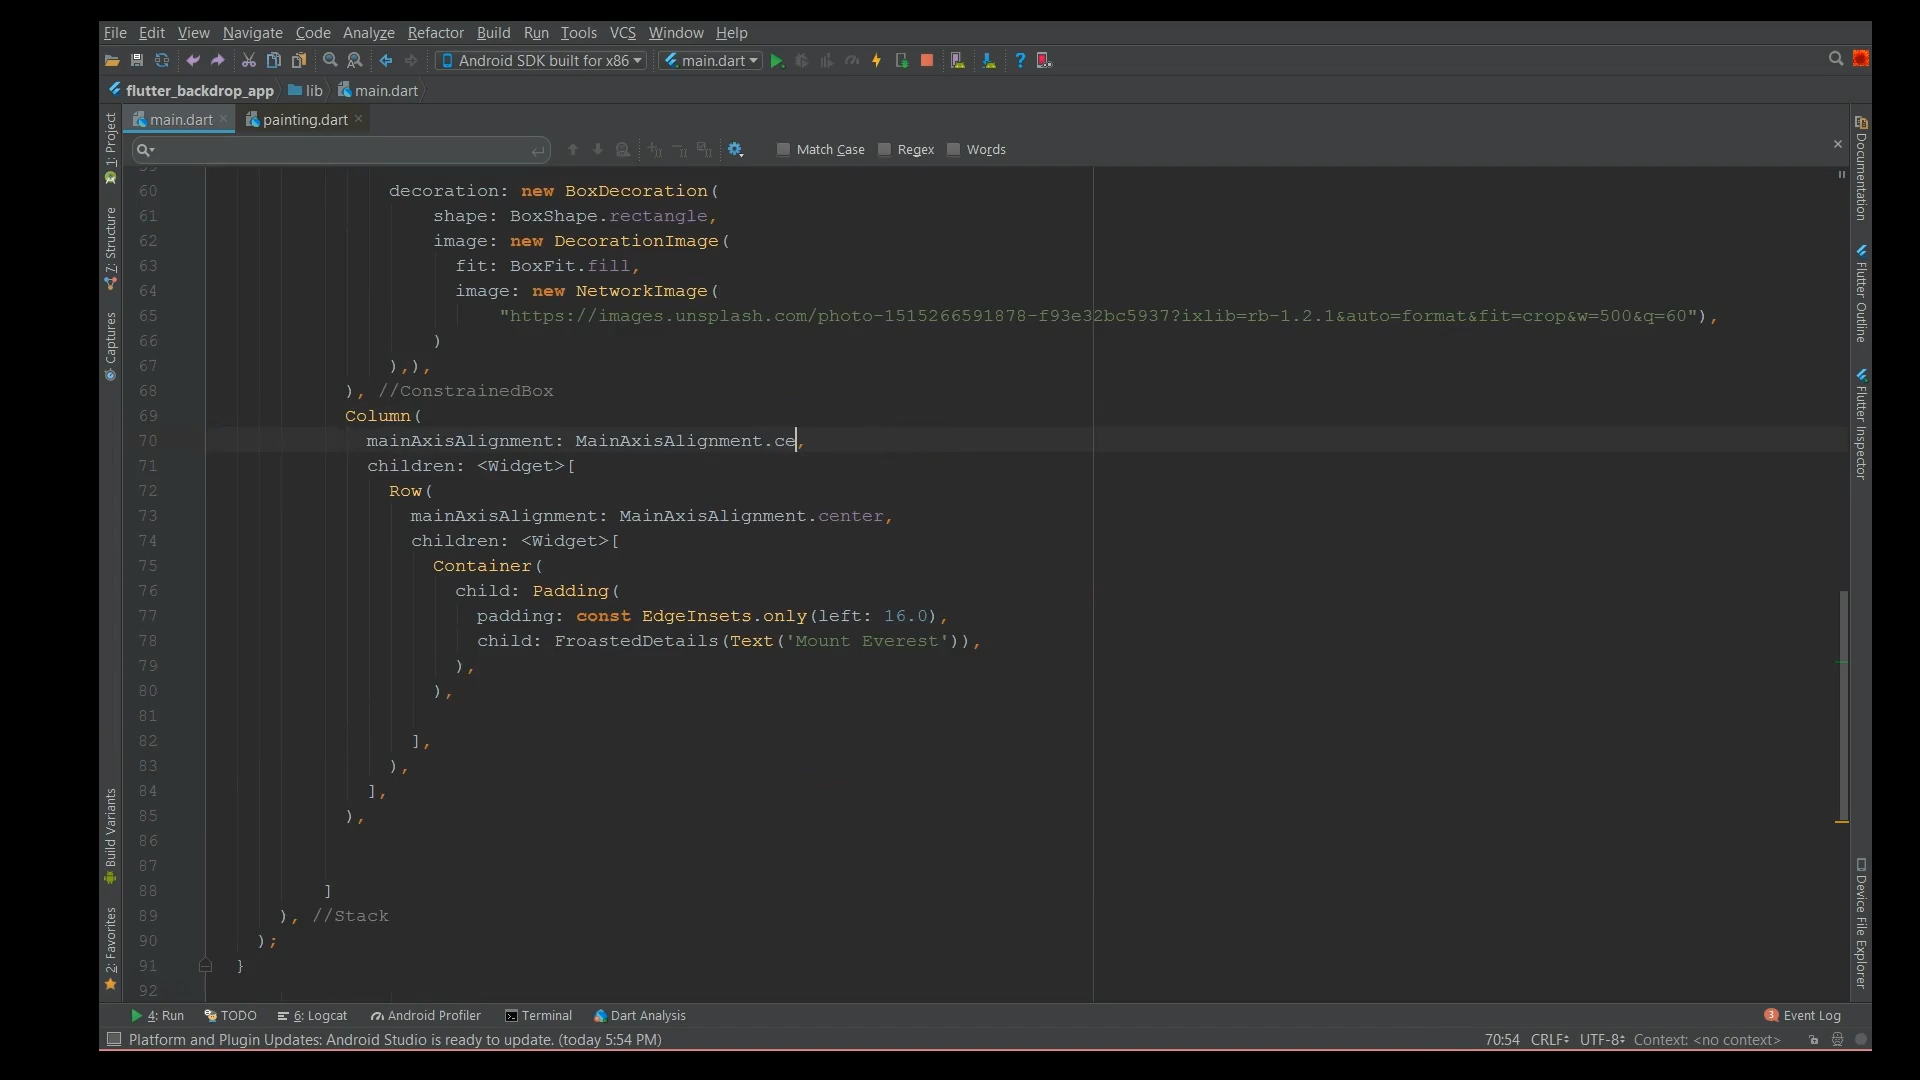 File Edit View Navigate Code Analyze Refactor Build Run Tools VCS Window Help
Android SDK built for x86 main.dart
flutter_backdrop_app lib main.dart
main.dart painting.dart
Match Case Regex Words
60 decoration: new BoxDecoration(
61 shape: BoxShape.rectangle,
62 image: new DecorationImage(
63 fit: BoxFit.fill,
64 image: new NetworkImage(
65 "https://images.unsplash.com/photo-1515266591878-f93e32bc5937?ixlib=rb-1.2.1&auto=format&fit=crop&w=500&q=60"),
66 )
67 ),),
68 ), //ConstrainedBox
69 Column(
70 mainAxisAlignment: MainAxisAlignment.ce,
71 children: <Widget>[
72 Row(
73 mainAxisAlignment: MainAxisAlignment.center,
74 children: <Widget>[
75 Container(
76 child: Padding(
77 padding: const EdgeInsets.only(left: 16.0),
78 child: FroastedDetails(Text('Mount Everest')),
79 ),
80 ),
81
82 ],
83 ),
84 ],
85 ),
86
87
88 ]
89 ), //Stack
90 );
91 }
92
1: Project
7: Structure
Captures
Build Variants
2: Favorites
Documentation
Flutter Outline
Flutter Inspector
Device File Explorer
4: Run TODO 6: Logcat Android Profiler Terminal Dart Analysis 3 Event Log
Platform and Plugin Updates: Android Studio is ready to update. (today 5:54 PM) 70:54 CRLF UTF-8 Context: <no context>